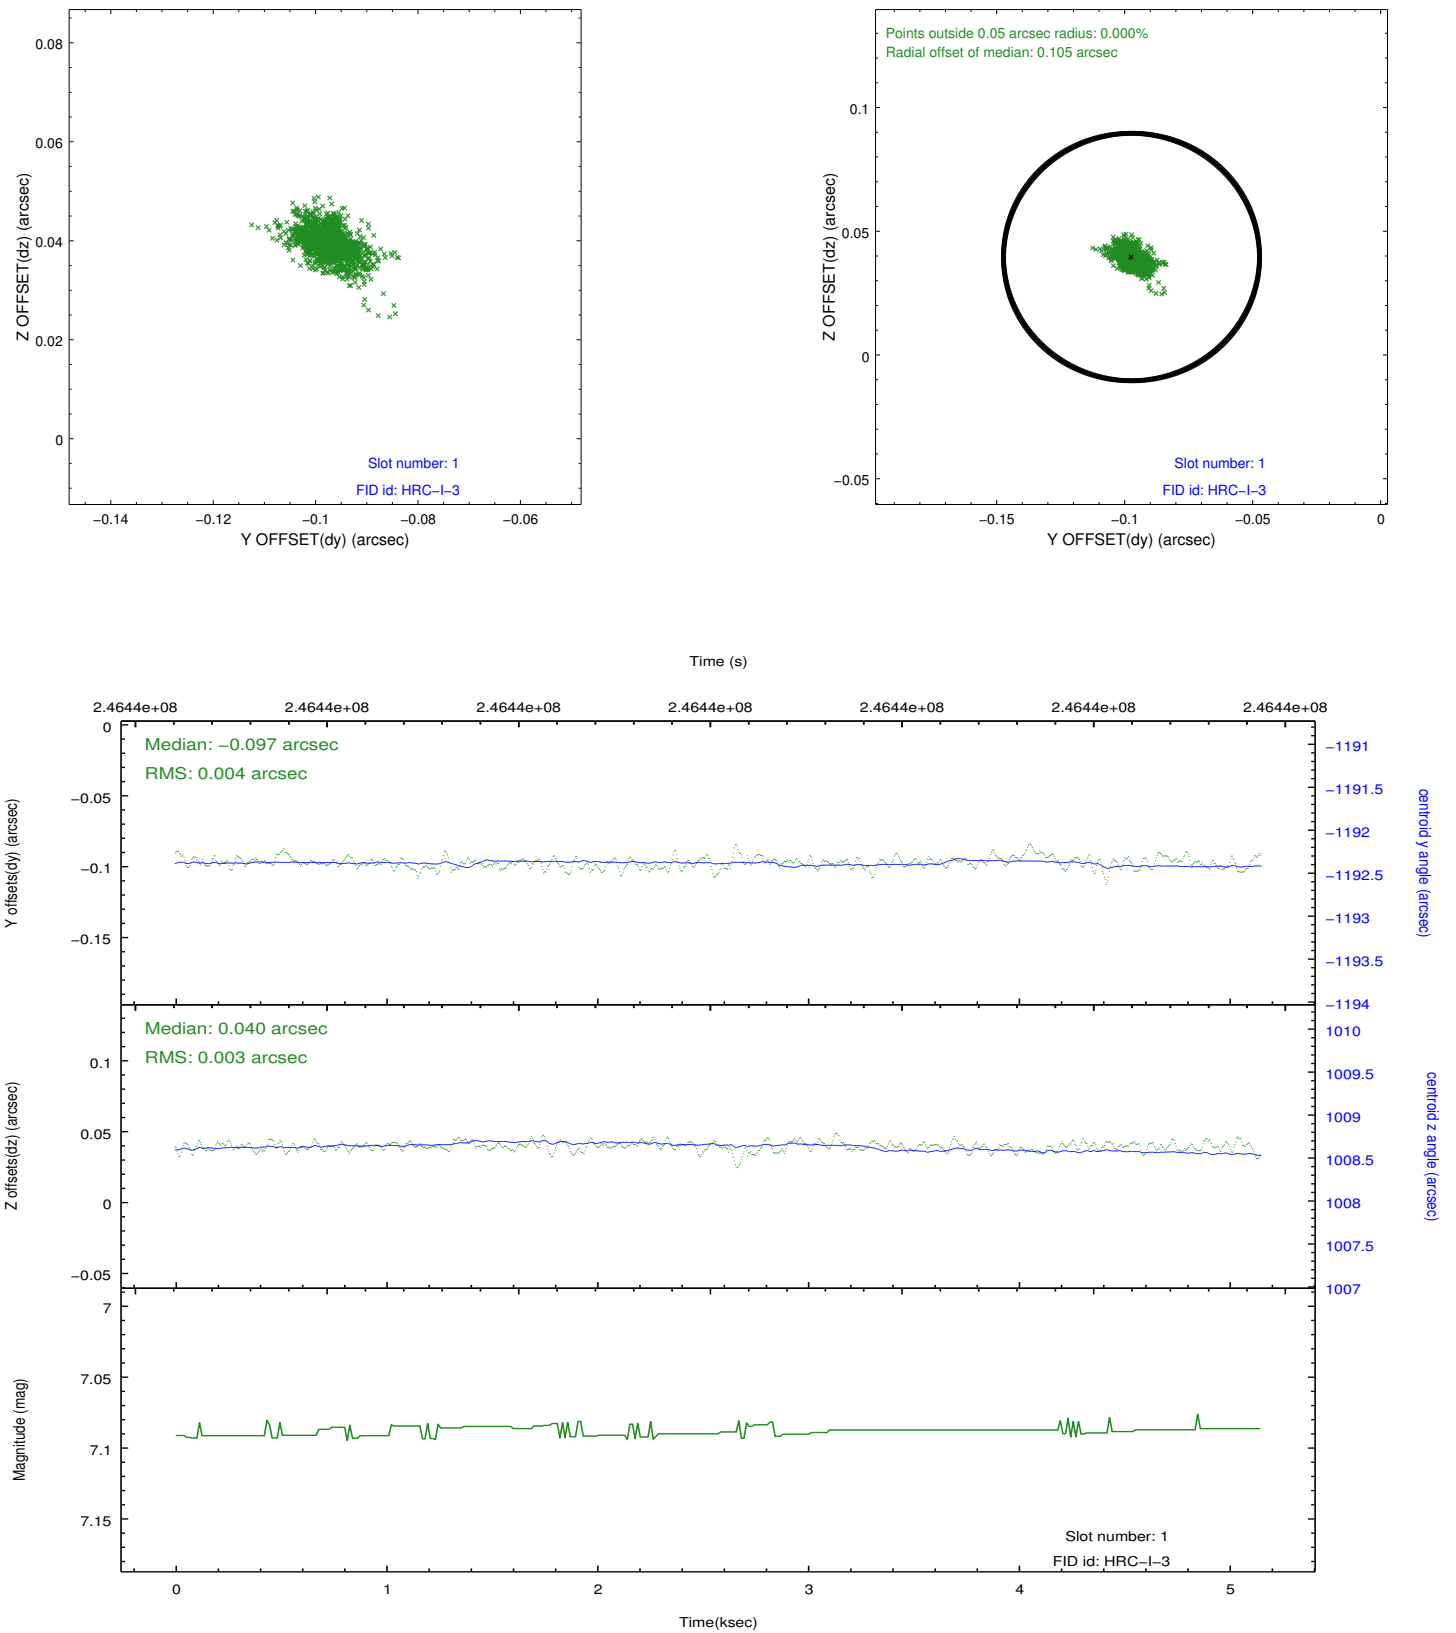 0.08
0.06
0.04
0.02
0
Z OFFSET(dz) (arcsec)
Slot number: 1
FID id: HRC−I−3
−0.14
−0.12
−0.1
−0.08
−0.06
Y OFFSET(dy) (arcsec)
Points outside 0.05 arcsec radius: 0.000%
Radial offset of median: 0.105 arcsec
0.1
0.05
0
−0.05
Z OFFSET(dz) (arcsec)
Slot number: 1
FID id: HRC−I−3
−0.15
−0.1
−0.05
0
Y OFFSET(dy) (arcsec)
Time (s)
2.4644e+08
2.4644e+08
2.4644e+08
2.4644e+08
2.4644e+08
2.4644e+08
2.4644e+08
Median: −0.097 arcsec
RMS: 0.004 arcsec
0
−0.05
−0.1
−0.15
Y offsets(dy) (arcsec)
−1191
−1191.5
−1192
−1192.5
−1193
−1193.5
−1194
centroid y angle (arcsec)
Median: 0.040 arcsec
RMS: 0.003 arcsec
0.1
0.05
0
−0.05
Z offsets(dz) (arcsec)
1010
1009.5
1009
1008.5
1008
1007.5
1007
centroid z angle (arcsec)
7
7.05
7.1
7.15
Magnitude (mag)
Slot number: 1
FID id: HRC−I−3
0
1
2
3
4
5
Time(ksec)